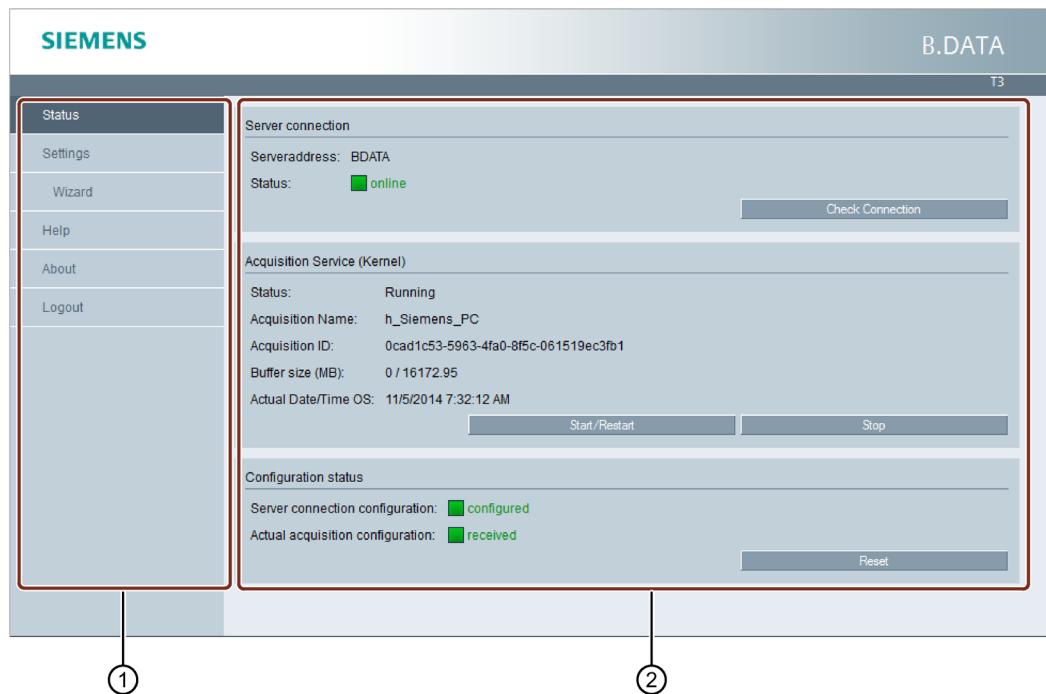 SIEMENS
B.DATA
T3
Status
Settings
Wizard
Help
About
Logout
Server connection
Serveraddress: BDATA
Status: online
Check Connection
Acquisition Service (Kernel)
Status: Running
Acquisition Name: h_Siemens_PC
Acquisition ID: 0cad1c53-5963-4fa0-8f5c-061519ec3fb1
Buffer size (MB): 0 / 16172.95
Actual Date/Time OS: 11/5/2014 7:32:12 AM
Start/Restart Stop
Configuration status
Server connection configuration: configured
Actual acquisition configuration: received
Reset
1 2